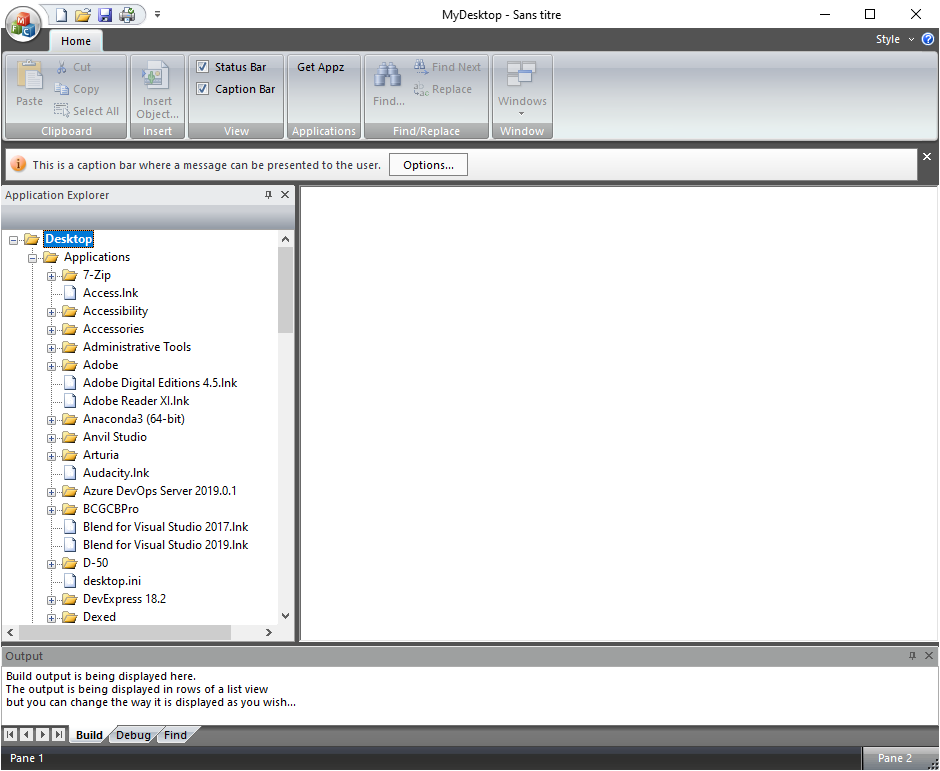 MyDesktop - Sans titre
Home
Style
Paste
Cut
Copy
Select All
Clipboard
Insert
Object...
Insert
Status Bar
Caption Bar
View
Get Appz
Applications
Find...
Find Next
Replace
Find/Replace
Windows
Window
This is a caption bar where a message can be presented to the user.
Options...
Application Explorer
Desktop
Applications
7-Zip
Access.lnk
Accessibility
Accessories
Administrative Tools
Adobe
Adobe Digital Editions 4.5.lnk
Adobe Reader XI.lnk
Anaconda3 (64-bit)
Anvil Studio
Arturia
Audacity.lnk
Azure DevOps Server 2019.0.1
BCGCBPro
Blend for Visual Studio 2017.lnk
Blend for Visual Studio 2019.lnk
D-50
desktop.ini
DevExpress 18.2
Dexed
Output
Build output is being displayed here.
The output is being displayed in rows of a list view
but you can change the way it is displayed as you wish...
Build
Debug
Find
Pane 1
Pane 2